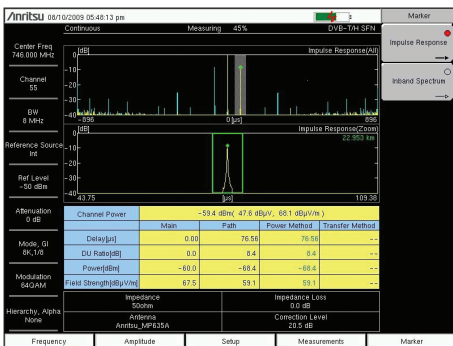 Anritsu 08/10/2009 05:48:13 pm
Marker
Continuous Measuring 45% DVB-T/H SFN
Center Freq
746.000 MHz
Channel
55
BW
8 MHz
Reference Source
Int
Ref Level
-50 dBm
Attenuation
0 dB
Mode, GI
8K,1/8
Modulation
64QAM
Hierarchy, Alpha
None
[dB] Impulse Response(All)
0
-10
-20
-30
-40
-896 0[µs] 896
[dB] Impulse Response(Zoom)
22.953 km
0
-10
-20
-30
-40
43.75 [µs] 109.38
Channel Power -59.4 dBm( 47.6 dBµV, 68.1 dBµV/m )
Main Path Power Method Transfer Method
Delay[µs] 0.00 76.56 76.56 --
DU Ratio[dB] 0.0 8.4 8.4 --
Power[dBm] -60.0 -68.4 -68.4 --
Field Strength[dBµV/m] 67.5 59.1 59.1 --
Impedance
50ohm
Impedance Loss
0.0 dB
Antenna
Anritsu_MP635A
Correction Level
20.5 dB
Impulse Response
Inband Spectrum
Frequency Amplitude Setup Measurements Marker